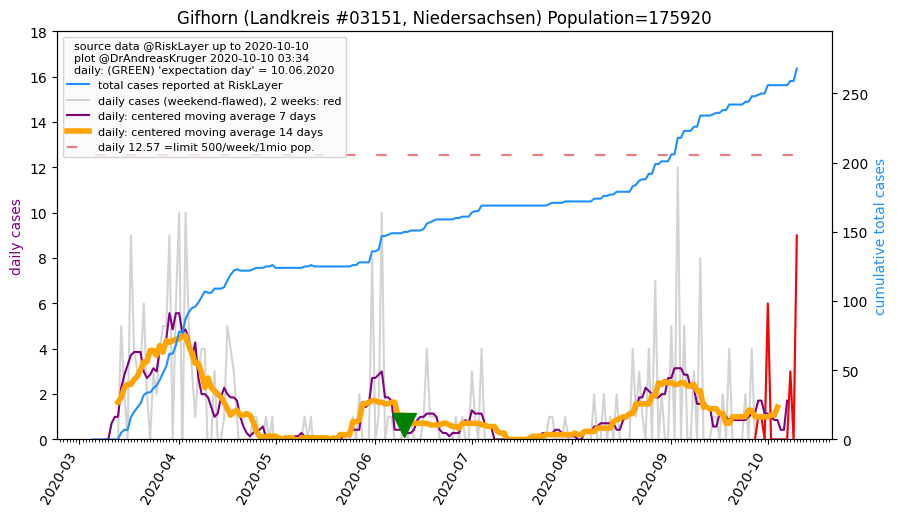 Gifhorn (Landkreis #03151, Niedersachsen) Population=175920
source data @RiskLayer up to 2020-10-10
plot @DrAndreasKruger 2020-10-10 03:34
daily: (GREEN) 'expectation day' = 10.06.2020
total cases reported at RiskLayer
daily cases (weekend-flawed), 2 weeks: red
daily: centered moving average 7 days
daily: centered moving average 14 days
daily 12.57 =limit 500/week/1mio pop.
daily cases
18
16
14
12
10
8
6
4
2
0
250
200
150
100
50
0
cumulative total cases
2020-03
2020-04
2020-05
2020-06
2020-07
2020-08
2020-09
2020-10